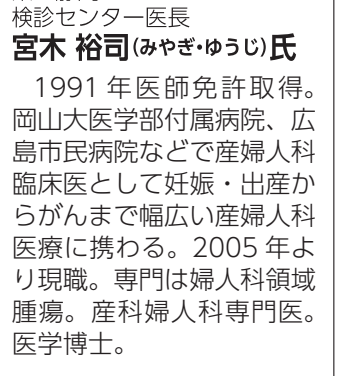 検診センター医長
宮木 裕司(みやぎ・ゆうじ)氏
1991年医師免許取得。
岡山大医学部付属病院、広
島市民病院などで産婦人科
臨床医として妊娠・出産か
らがんまで幅広い産婦人科
医療に携わる。2005年よ
り現職。専門は婦人科領域
腫瘍。産科婦人科専門医。
医学博士。